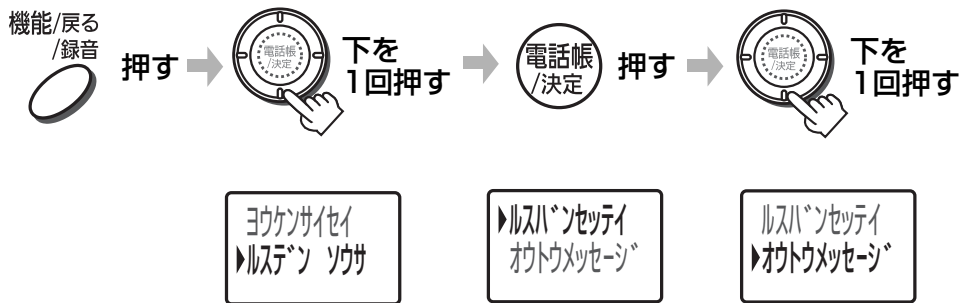 機能/戻る
/録音
押す
電話帳
/決定
下を
1回押す
電話帳
/決定
押す
電話帳
/決定
下を
1回押す
ヨウケンサイセイ
▶ルスデン ソウサ
▶ルスバンセッテイ
オウトウメッセージ
ルスバンセッテイ
▶オウトウメッセージ